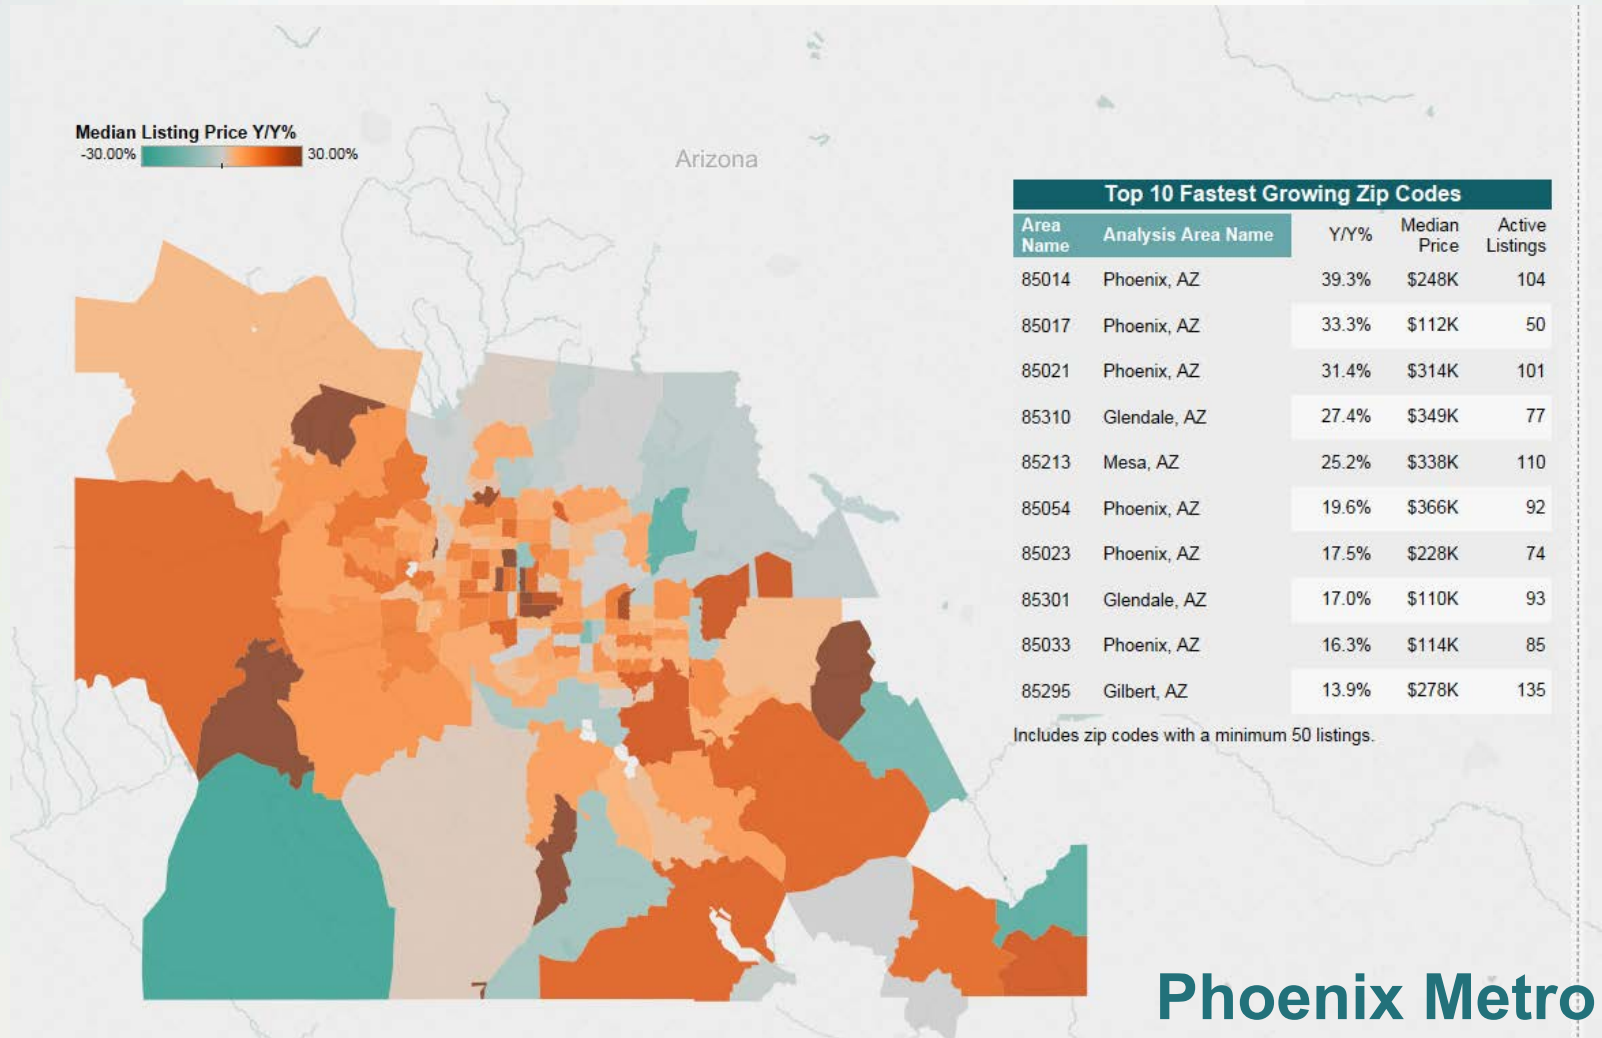 Median Listing Price Y/Y%
-30.00% 30.00%
Arizona
Top 10 Fastest Growing Zip Codes
Area Name Analysis Area Name Y/Y% Median Price Active Listings
85014 Phoenix, AZ 39.3% $248K 104
85017 Phoenix, AZ 33.3% $112K 50
85021 Phoenix, AZ 31.4% $314K 101
85310 Glendale, AZ 27.4% $349K 77
85213 Mesa, AZ 25.2% $338K 110
85054 Phoenix, AZ 19.6% $366K 92
85023 Phoenix, AZ 17.5% $228K 74
85301 Glendale, AZ 17.0% $110K 93
85033 Phoenix, AZ 16.3% $114K 85
85295 Gilbert, AZ 13.9% $278K 135
Includes zip codes with a minimum 50 listings.
Phoenix Metro